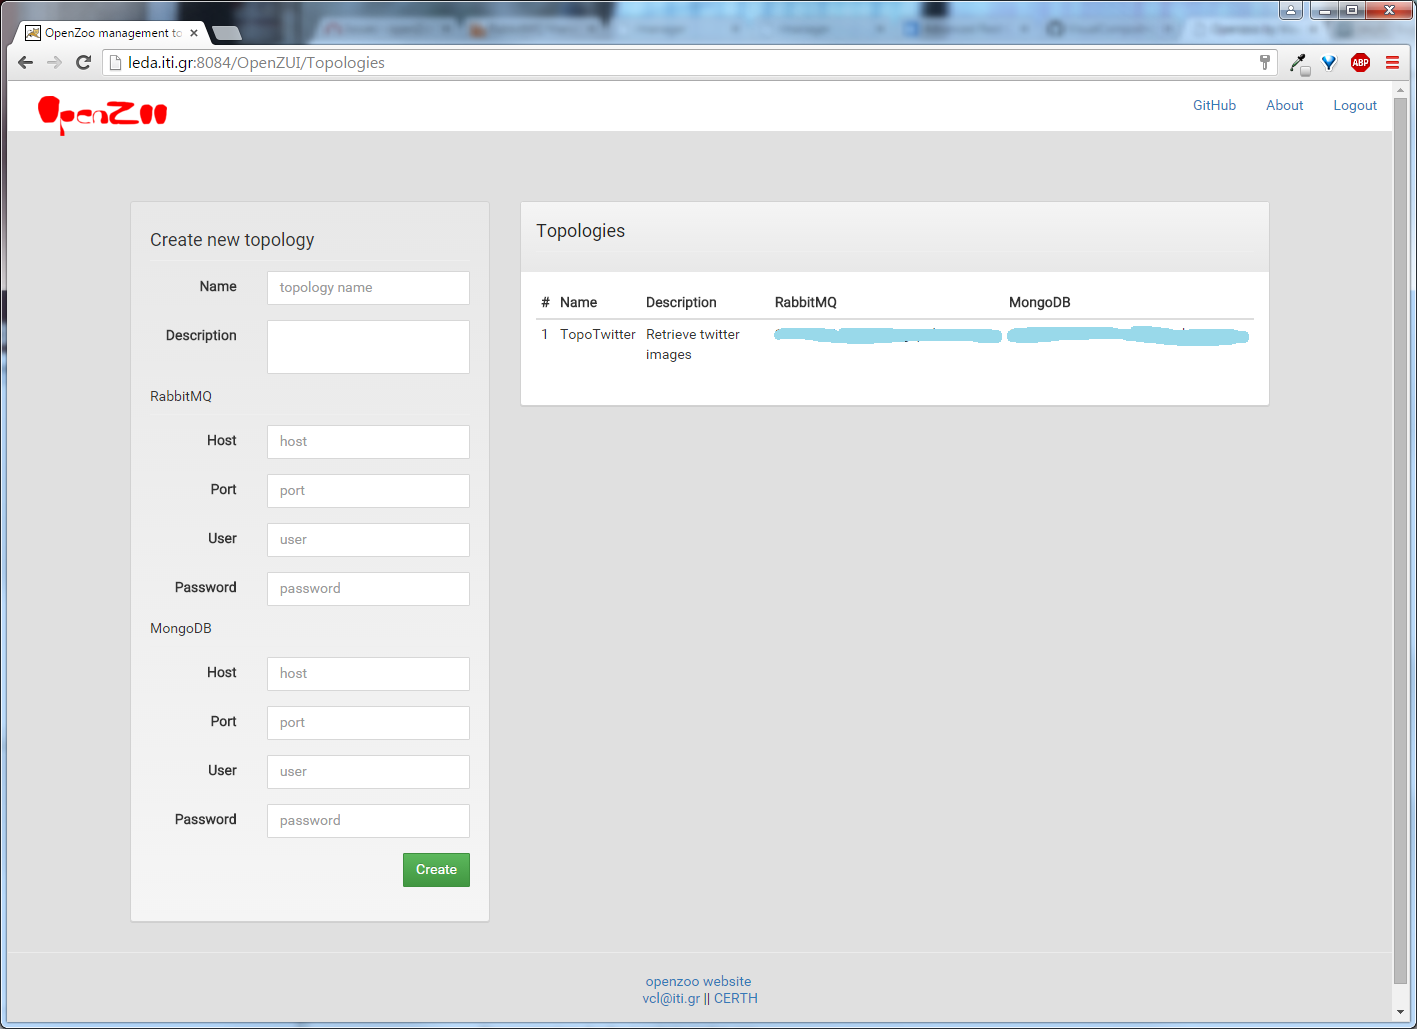 OpenZoo management to
leda.iti.gr:8084/OpenZUI/Topologies
ABP
OpenZoo
GitHub About Logout
Create new topology
Name topology name
Description
RabbitMQ
Host host
Port port
User user
Password password
MongoDB
Host host
Port port
User user
Password password
Create
Topologies
# Name Description RabbitMQ MongoDB
1 TopoTwitter Retrieve twitter
images
openzoo website
vcl@iti.gr || CERTH